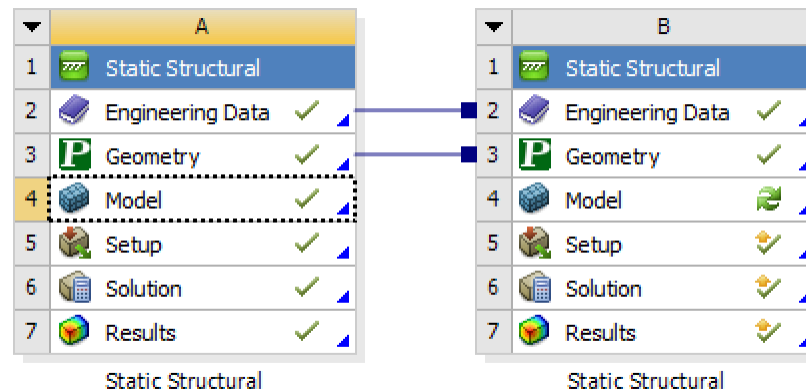 A
1 Static Structural
2 Engineering Data
3 P Geometry
4 Model
5 Setup
6 Solution
7 Results
Static Structural
B
1 Static Structural
2 Engineering Data
3 P Geometry
4 Model
5 Setup
6 Solution
7 Results
Static Structural